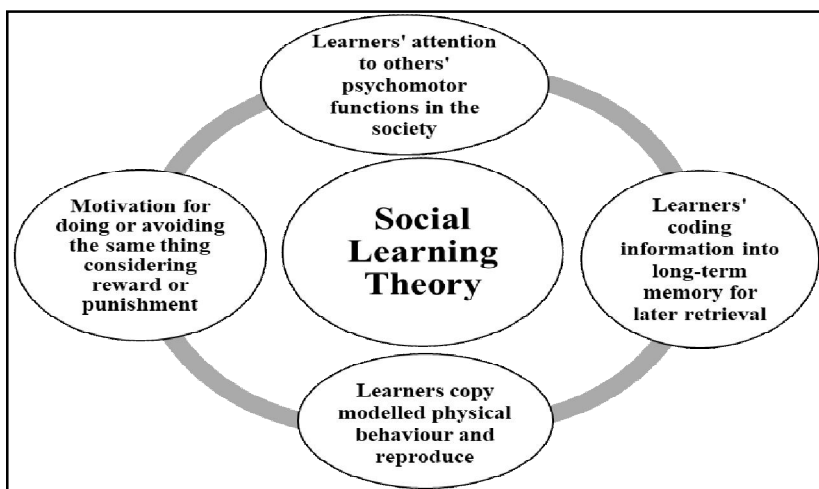 Learners' attention
to others'
psychomotor
functions in the
society
Motivation for
doing or avoiding
the same thing
considering
reward or
punishment
Social
Learning
Theory
Learners'
coding
information into
long-term
memory for
later retrieval
Learners copy
modelled physical
behaviour and
reproduce